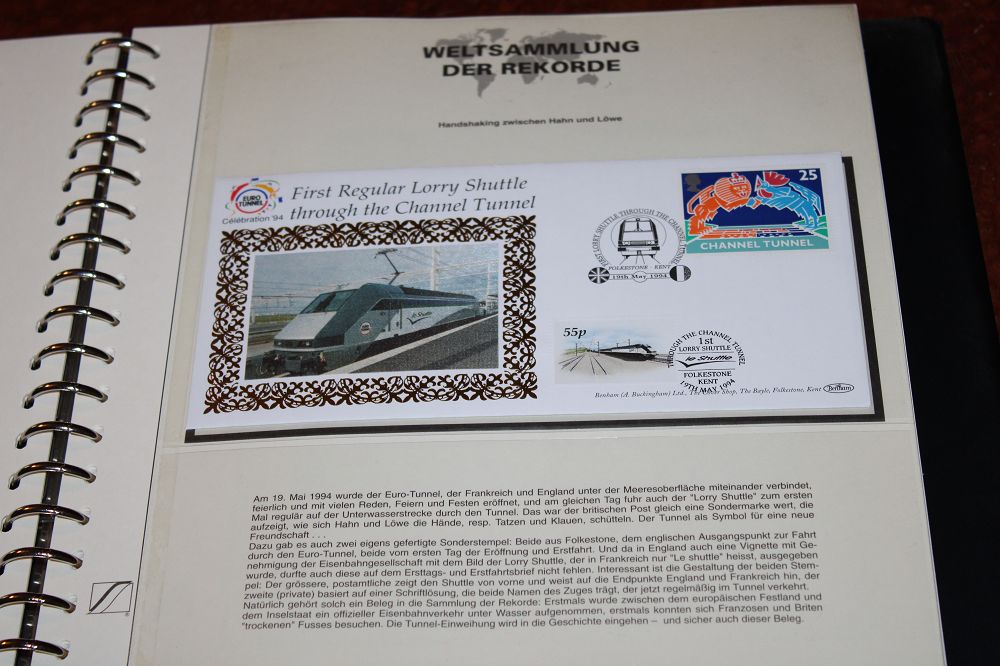 WELTSAMMLUNG
DER REKORDE
Handshaking zwischen Hahn und Löwe
EURO
TUNNEL
Célébration '94
First Regular Lorry Shuttle
through the Channel Tunnel
25
CHANNEL TUNNEL
FIRST LORRY SHUTTLE THROUGH THE CHANNEL TUNNEL
FOLKESTONE · KENT
19th May 1994
55p
THROUGH THE CHANNEL TUNNEL
1st
LORRY SHUTTLE
le Shuttle
FOLKESTONE
KENT
19TH MAY 1994
Benham (A. Buckingham) Ltd., The Cover Shop, The Bayle, Folkestone, Kent
Benham
Am 19. Mai 1994 wurde der Euro-Tunnel, der Frankreich und England unter der Meeresoberfläche miteinander verbindet,
feierlich und mit vielen Reden, Feiern und Festen eröffnet, und am gleichen Tag fuhr auch der "Lorry Shuttle" zum ersten
Mal regulär auf der Unterwasserstrecke durch den Tunnel. Das war der britischen Post gleich eine Sondermarke wert, die
aufzeigt, wie sich Hahn und Löwe die Hände, resp. Tatzen und Klauen, schütteln. Der Tunnel als Symbol für eine neue
Freundschaft . . .
Dazu gab es auch zwei eigens gefertigte Sonderstempel: Beide aus Folkestone, dem englischen Ausgangspunkt zur Fahrt
durch den Euro-Tunnel, beide vom ersten Tag der Eröffnung und Erstfahrt. Und da in England auch eine Vignette mit Ge-
nehmigung der Eisenbahngesellschaft mit dem Bild der Lorry Shuttle, der in Frankreich nur "Le shuttle" heisst, ausgegeben
wurde, durfte auch diese auf dem Ersttags- und Erstfahrtsbrief nicht fehlen. Interessant ist die Gestaltung der beiden Stem-
pel: Der grössere, postamtliche zeigt den Shuttle von vorne und weist auf die Endpunkte England und Frankreich hin, der
zweite (private) basiert auf einer Schriftlösung, die beide Namen des Zuges trägt, der jetzt regelmäßig im Tunnel verkehrt.
Natürlich gehört solch ein Beleg in die Sammlung der Rekorde: Erstmals wurde zwischen dem europäischen Festland und
dem Inselstaat ein offizieller Eisenbahnverkehr unter Wasser aufgenommen, erstmals konnten sich Franzosen und Briten
"trockenen" Fusses besuchen. Die Tunnel-Einweihung wird in die Geschichte eingehen – und sicher auch dieser Beleg.